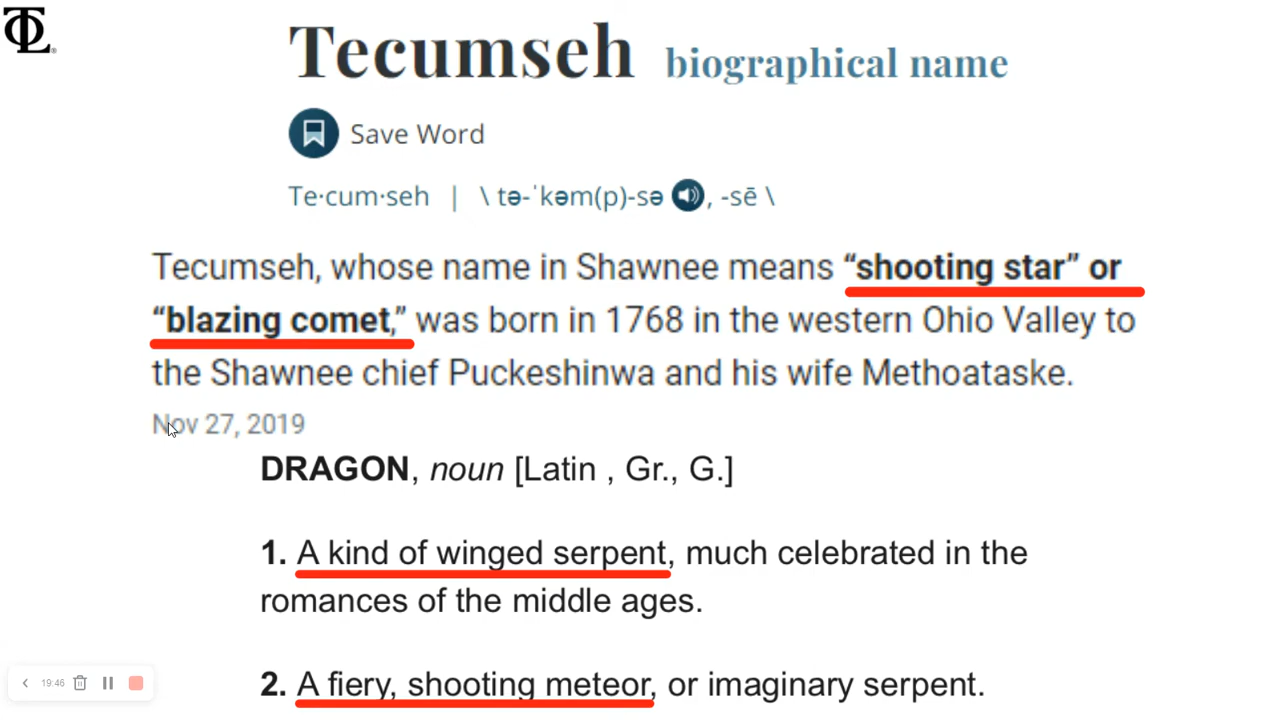 TOL
Tecumseh biographical name
Save Word
Te·cum·seh | \ tə-ˈkəm(p)-sə , -sē \
Tecumseh, whose name in Shawnee means “shooting star” or
“blazing comet,” was born in 1768 in the western Ohio Valley to
the Shawnee chief Puckeshinwa and his wife Methoataske.
Nov 27, 2019
DRAGON, noun [Latin , Gr., G.]
1. A kind of winged serpent, much celebrated in the
romances of the middle ages.
2. A fiery, shooting meteor, or imaginary serpent.
19:46